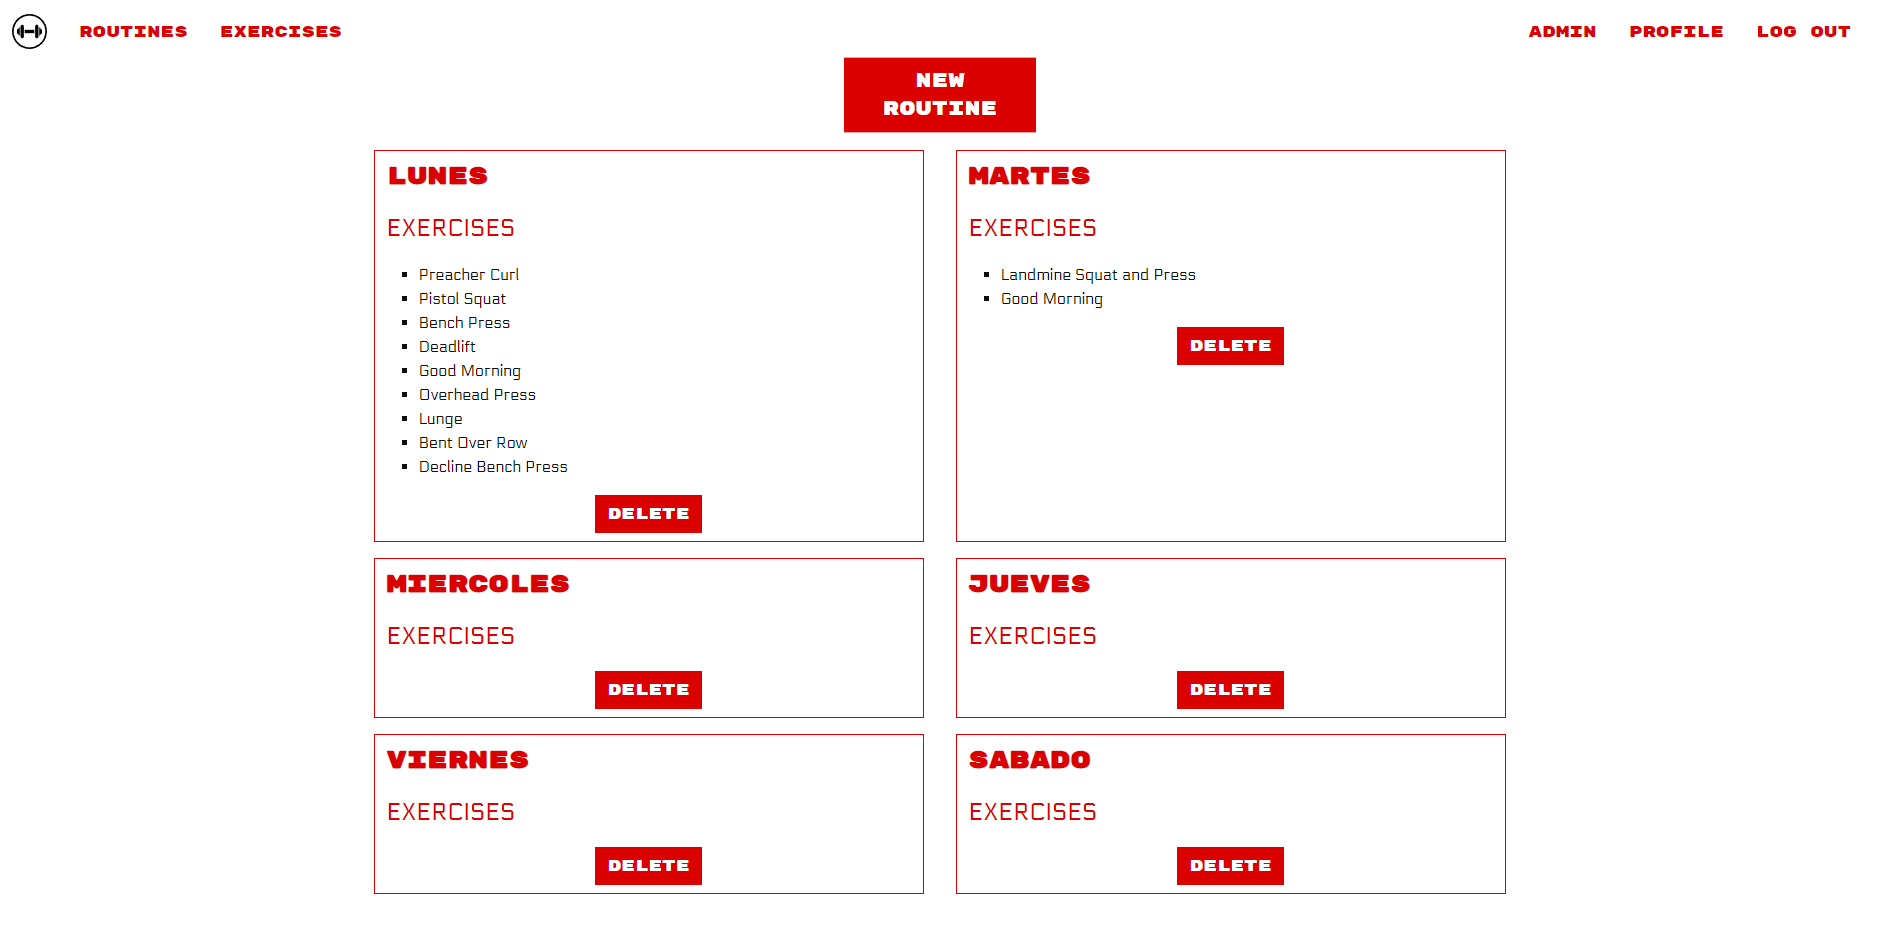 ROUTINES EXERCISES ADMIN PROFILE LOG OUT
NEW
ROUTINE
LUNES
EXERCISES
Preacher Curl
Pistol Squat
Bench Press
Deadlift
Good Morning
Overhead Press
Lunge
Bent Over Row
Decline Bench Press
DELETE
MARTES
EXERCISES
Landmine Squat and Press
Good Morning
DELETE
MIERCOLES
EXERCISES
DELETE
JUEVES
EXERCISES
DELETE
VIERNES
EXERCISES
DELETE
SABADO
EXERCISES
DELETE